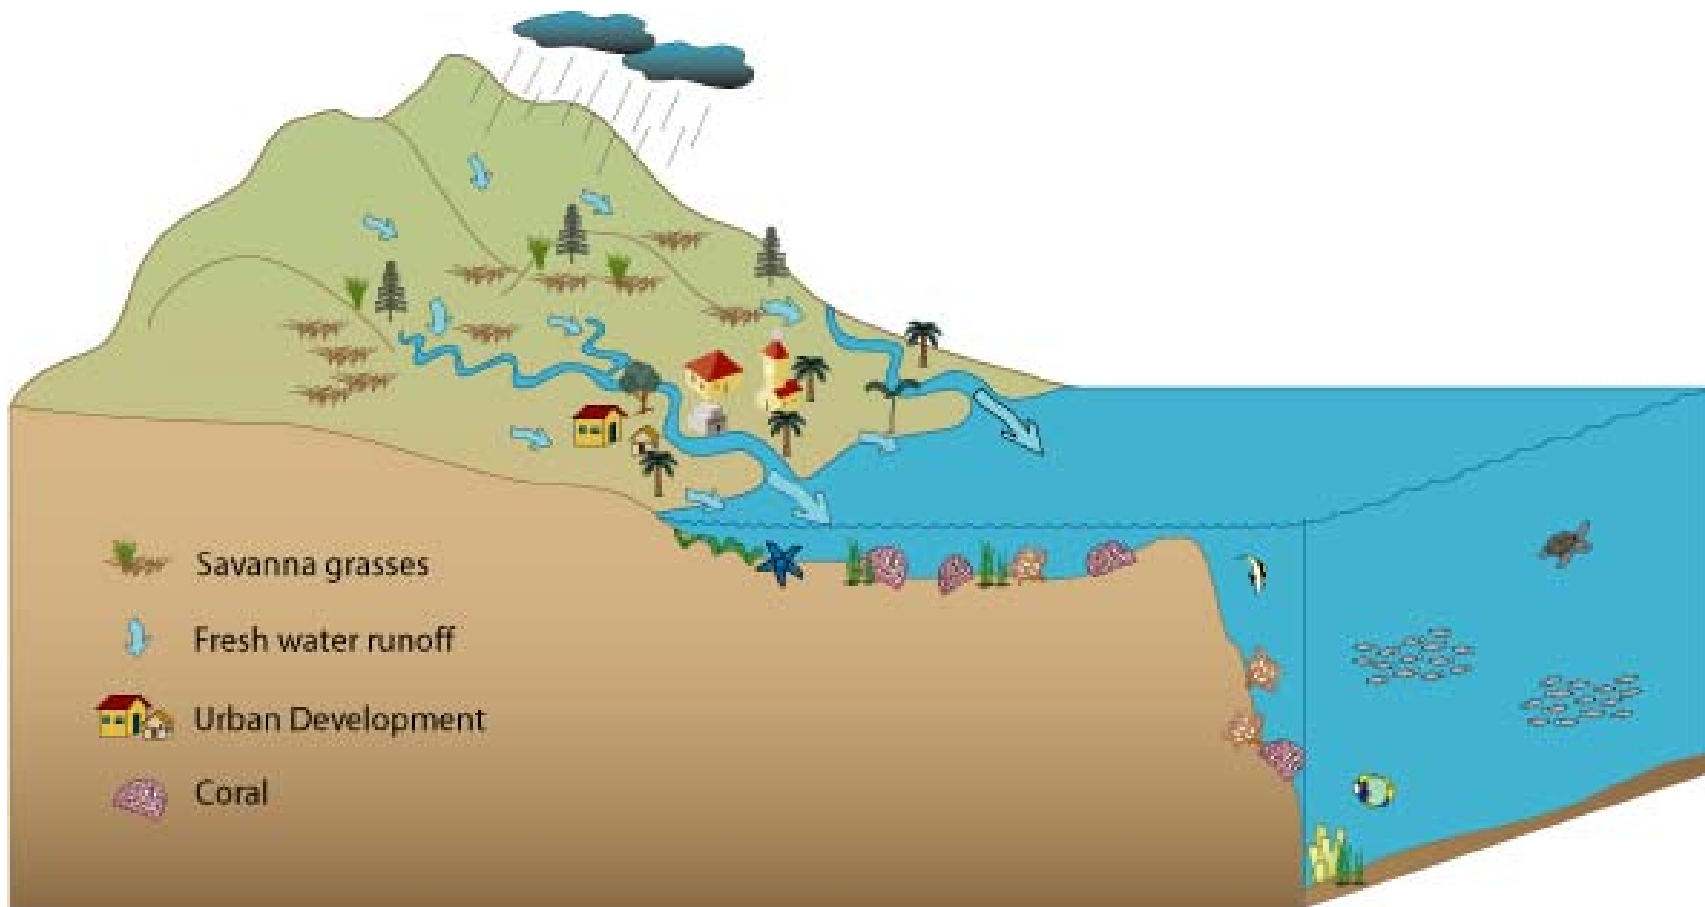 Savanna grasses
Fresh water runoff
Urban Development
Coral